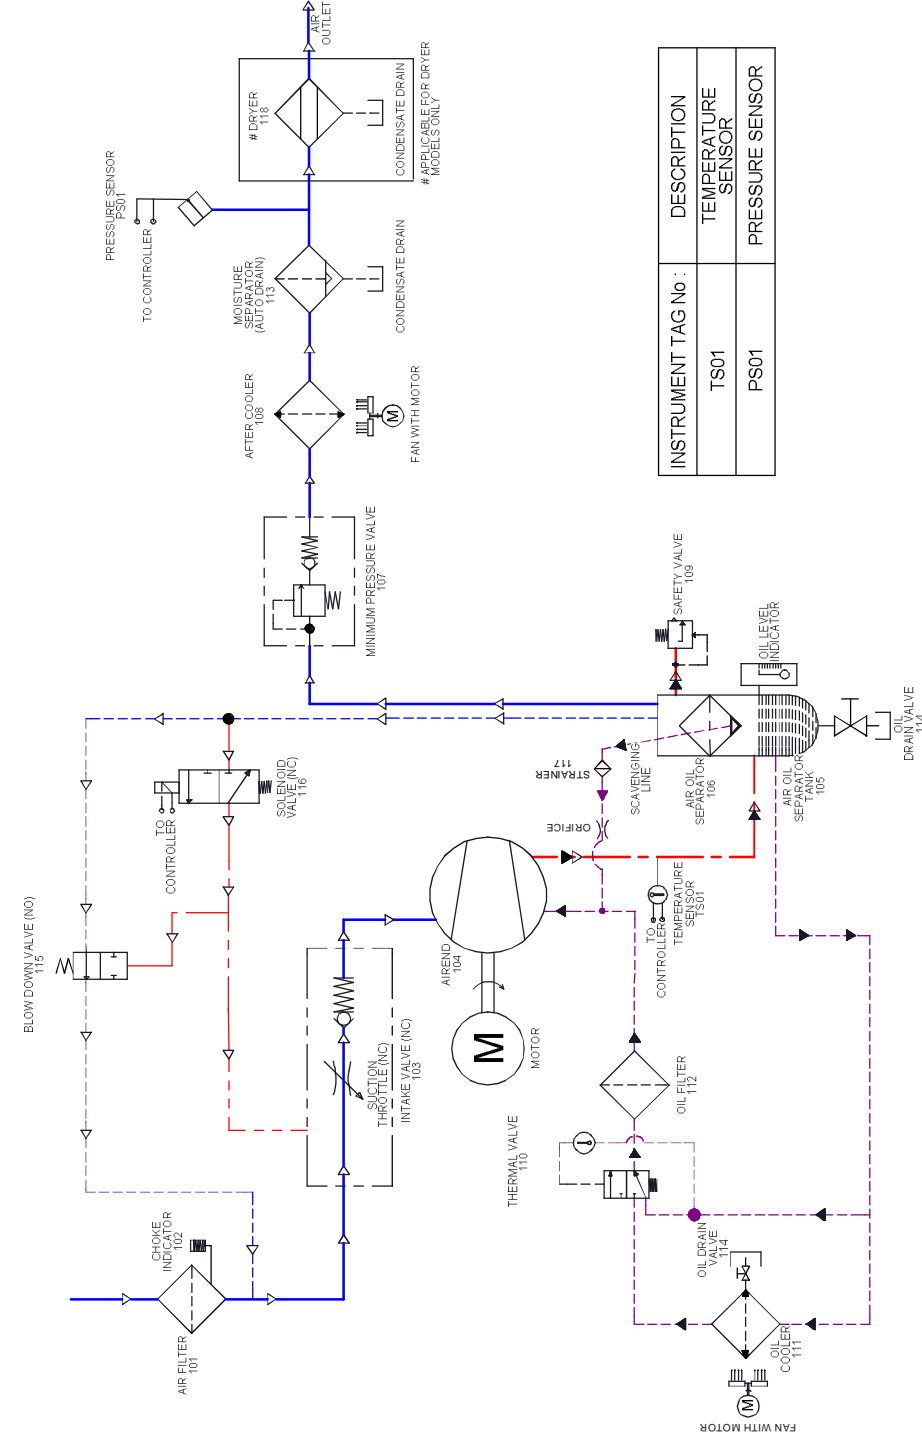 AIR
OUTLET
# DRYER
118
CONDENSATE DRAIN
# APPLICABLE FOR DRYER
MODELS ONLY
PRESSURE SENSOR
PS01
TO CONTROLLER
MOISTURE
SEPARATOR
(AUTO DRAIN)
113
CONDENSATE DRAIN
AFTER COOLER
108
M
FAN WITH MOTOR
MINIMUM PRESSURE VALVE
107
INSTRUMENT TAG No :
DESCRIPTION
TS01
TEMPERATURE
SENSOR
PS01
PRESSURE SENSOR
SAFETY VALVE
109
OIL LEVEL
INDICATOR
OIL
DRAIN VALVE
114
AIR OIL
SEPARATOR
TANK
105
AIR OIL
SEPARATOR
106
SCAVENGING
LINE
STRAINER
117
ORIFICE
SOLENOID
VALVE (NC)
116
TO
CONTROLLER
BLOW DOWN VALVE (NO)
115
AIREND
104
M
MOTOR
TEMPERATURE
SENSOR
TS01
TO
CONTROLLER
SUCTION
THROTTLE (NC)
INTAKE VALVE (NC)
103
OIL FILTER
112
THERMAL VALVE
110
CHOKE
INDICATOR
102
AIR FILTER
101
OIL DRAIN
VALVE
114
OIL
COOLER
111
M
FAN WITH MOTOR